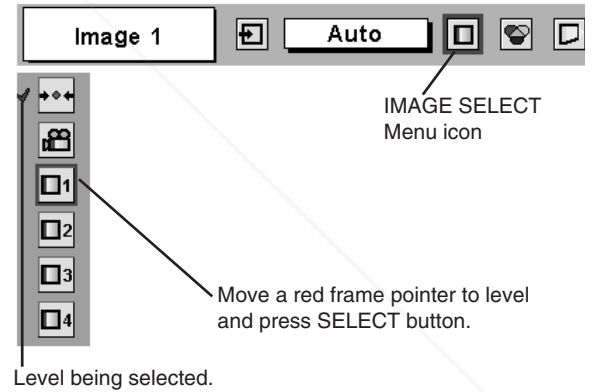 Image 1
Auto
IMAGE SELECT
Menu icon
1
2
3
4
Move a red frame pointer to level
and press SELECT button.
Level being selected.